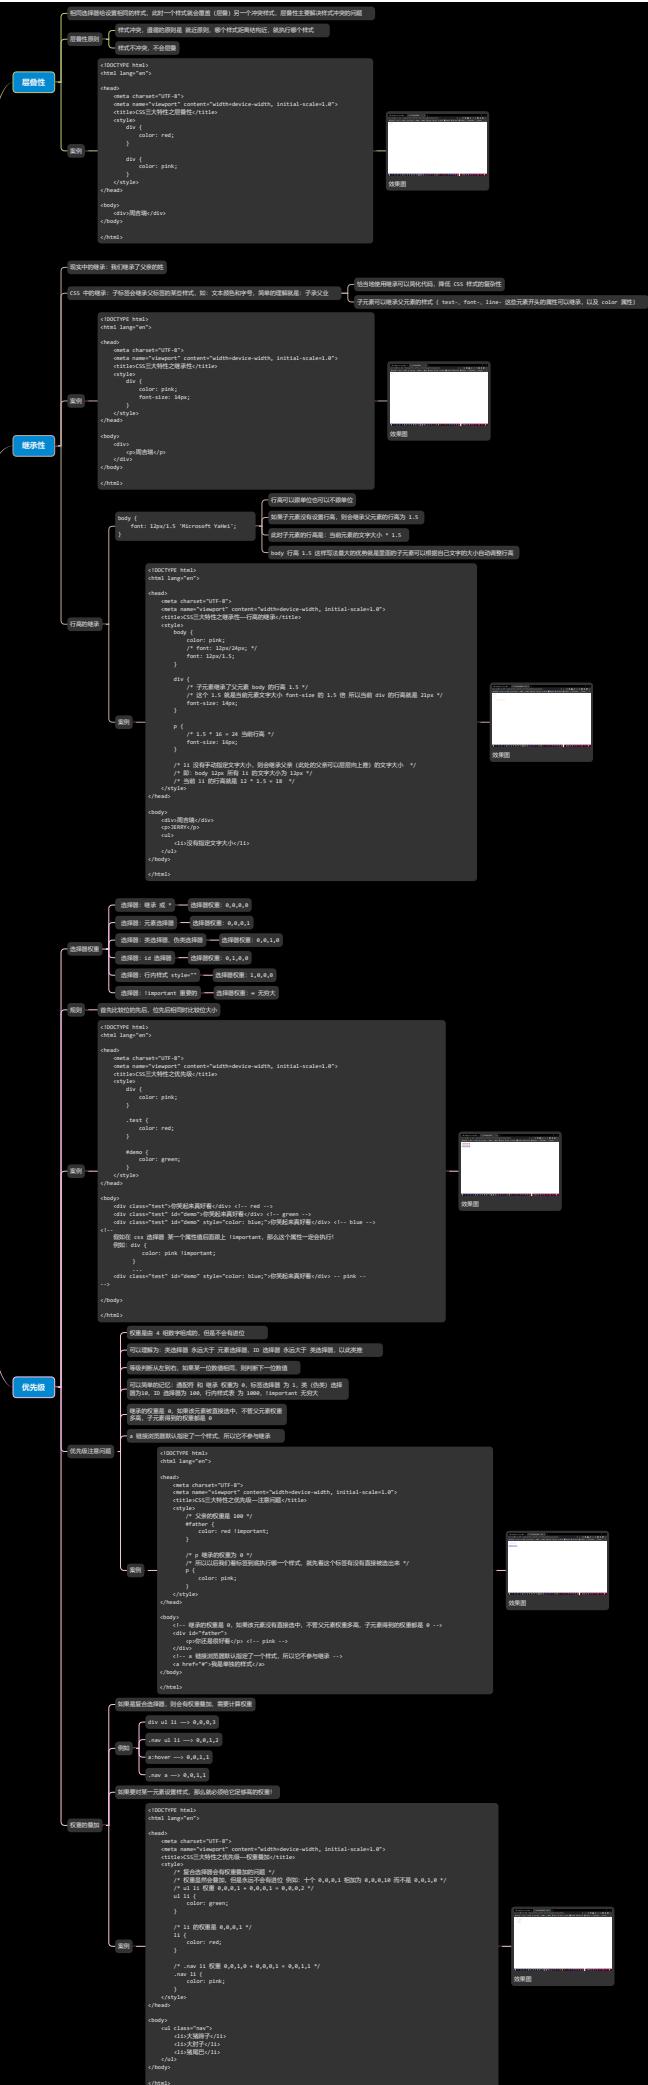 相同选择器给设置相同的样式，此时一个样式就会覆盖（层叠）另一个冲突样式，层叠性主要解决样式冲突的问题
层叠性
层叠性原则
样式冲突，遵循的原则是 就近原则，哪个样式距离结构近，就执行哪个样式
样式不冲突，不会层叠
案例
<!DOCTYPE html>
<html lang="en">
<head>
<meta charset="UTF-8">
<meta name="viewport" content="width=device-width, initial-scale=1.0">
<title>CSS三大特性之层叠性</title>
<style>
div {
color: red;
}
div {
color: pink;
}
</style>
</head>
<body>
<div>周吉瑞</div>
</body>
</html>
效果图
继承性
现实中的继承：我们继承了父亲的姓
CSS 中的继承：子标签会继承父标签的某些样式，如：文本颜色和字号，简单的理解就是：子承父业
恰当地使用继承可以简化代码，降低 CSS 样式的复杂性
子元素可以继承父元素的样式 ( text-、font-、line- 这些元素开头的属性可以继承，以及 color 属性)
案例
<!DOCTYPE html>
<html lang="en">
<head>
<meta charset="UTF-8">
<meta name="viewport" content="width=device-width, initial-scale=1.0">
<title>CSS三大特性之继承性</title>
<style>
div {
color: pink;
font-size: 14px;
}
</style>
</head>
<body>
<div>
<p>周吉瑞</p>
</div>
</body>
</html>
效果图
行高的继承
body {
font: 12px/1.5 'Microsoft YaHei';
}
行高可以跟单位也可以不跟单位
如果子元素没有设置行高，则会继承父元素的行高为 1.5
此时子元素的行高是：当前元素的文字大小 * 1.5
body 行高 1.5 这样写法最大的优势就是里面的子元素可以根据自己文字的大小自动调整行高
案例
<!DOCTYPE html>
<html lang="en">
<head>
<meta charset="UTF-8">
<meta name="viewport" content="width=device-width, initial-scale=1.0">
<title>CSS三大特性之继承性——行高的继承</title>
<style>
body {
color: pink;
/* font: 12px/24px; */
font: 12px/1.5;
}
div {
/* 子元素继承了父元素 body 的行高 1.5 */
/* 这个 1.5 就是当前元素文字大小 font-size 的 1.5 倍 所以当前 div 的行高就是 21px */
font-size: 14px;
}
p {
/* 1.5 * 16 = 24 当前行高 */
font-size: 16px;
}
/* li 没有手动指定文字大小，则会继承父亲（此处的父亲可以层层向上推）的文字大小 */
/* 即：body 12px 所有 li 的文字大小为 12px */
/* 当前 li 的行高就是 12 * 1.5 = 18 */
</style>
</head>
<body>
<div>周吉瑞</div>
<p>JERRY</p>
<ul>
<li>没有指定文字大小</li>
</ul>
</body>
</html>
效果图
优先级
选择器权重
选择器：继承 或 *
选择器权重：0,0,0,0
选择器：元素选择器
选择器权重：0,0,0,1
选择器：类选择器、伪类选择器
选择器权重：0,0,1,0
选择器：id 选择器
选择器权重：0,1,0,0
选择器：行内样式 style=""
选择器权重：1,0,0,0
选择器：!important 重要的
选择器权重：∞ 无穷大
规则
首先比较位的先后，位先后相同时比较位大小
案例
<!DOCTYPE html>
<html lang="en">
<head>
<meta charset="UTF-8">
<meta name="viewport" content="width=device-width, initial-scale=1.0">
<title>CSS三大特性之优先级</title>
<style>
div {
color: pink;
}
.test {
color: red;
}
#demo {
color: green;
}
</style>
</head>
<body>
<div class="test">你笑起来真好看</div> <!-- red -->
<div class="test" id="demo">你笑起来真好看</div> <!-- green -->
<div class="test" id="demo" style="color: blue;">你笑起来真好看</div> <!-- blue -->
<!--
假如在 css 选择器 某一个属性值后面跟上 !important，那么这个属性一定会执行!
例如：div {
color: pink !important;
}
...
<div class="test" id="demo" style="color: blue;">你笑起来真好看</div> -- pink --
-->
</body>
</html>
效果图
优先级注意问题
权重是由 4 组数字组成的，但是不会有进位
可以理解为：类选择器 永远大于 元素选择器，ID 选择器 永远大于 类选择器，以此类推
等级判断从左到右，如果某一位数值相同，则判断下一位数值
可以简单的记忆：通配符 和 继承 权重为 0，标签选择器 为 1，类（伪类）选择
器为10，ID 选择器为 100，行内样式表 为 1000，!important 无穷大
继承的权重是 0，如果该元素没有直接选中，不管父元素权重
多高，子元素得到的权重都是 0
a 链接浏览器默认指定了一个样式，所以它不参与继承
案例
<!DOCTYPE html>
<html lang="en">
<head>
<meta charset="UTF-8">
<meta name="viewport" content="width=device-width, initial-scale=1.0">
<title>CSS三大特性之优先级——注意问题</title>
<style>
/* 父亲的权重是 100 */
#father {
color: red !important;
}
/* p 继承的权重为 0 */
/* 所以以后我们看标签到底执行哪一个样式，就先看这个标签有没有直接被选出来 */
p {
color: pink;
}
</style>
</head>
<body>
<!-- 继承的权重是 0，如果该元素没有直接选中，不管父元素权重多高，子元素得到的权重都是 0 -->
<div id="father">
<p>你还是很好看</p> <!-- pink -->
</div>
<!-- a 链接浏览器默认指定了一个样式，所以它不参与继承 -->
<a href="#">我是单独的样式</a>
</body>
</html>
效果图
权重的叠加
如果是复合选择器，则会有权重叠加，需要计算权重
例如
div ul li ——> 0,0,0,3
.nav ul li ——> 0,0,1,2
a:hover ——> 0,0,1,1
.nav a ——> 0,0,1,1
如果要对某一元素设置样式，那么就必须给它足够高的权重!
案例
<!DOCTYPE html>
<html lang="en">
<head>
<meta charset="UTF-8">
<meta name="viewport" content="width=device-width, initial-scale=1.0">
<title>CSS三大特性之优先级——权重叠加</title>
<style>
/* 复合选择器会有权重叠加的问题 */
/* 权重虽然会叠加，但是永远不会有进位 例如：十个 0,0,0,1 相加为 0,0,0,10 而不是 0,0,1,0 */
/* ul li 权重 0,0,0,1 + 0,0,0,1 = 0,0,0,2 */
ul li {
color: green;
}
/* li 的权重是 0,0,0,1 */
li {
color: red;
}
/* .nav li 权重 0,0,1,0 + 0,0,0,1 = 0,0,1,1 */
.nav li {
color: pink;
}
</style>
</head>
<body>
<ul class="nav">
<li>大猪蹄子</li>
<li>大肘子</li>
<li>猪尾巴</li>
</ul>
</body>
</html>
效果图